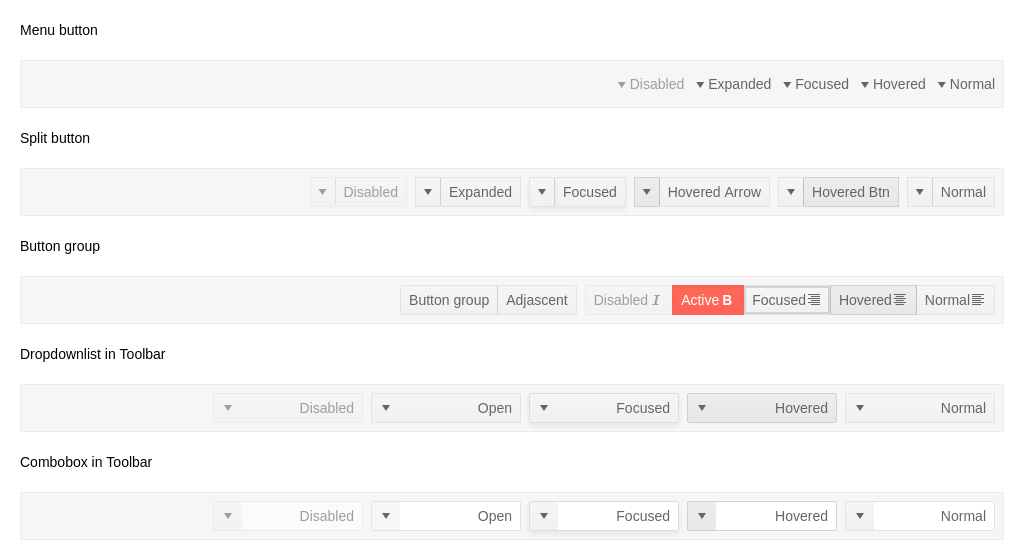 Menu button
Disabled Expanded Focused Hovered Normal
Split button
Disabled Expanded Focused Hovered Arrow Hovered Btn Normal
Button group
Button group Adjascent Disabled I Active B Focused Hovered Normal
Dropdownlist in Toolbar
Disabled Open Focused Hovered Normal
Combobox in Toolbar
Disabled Open Focused Hovered Normal